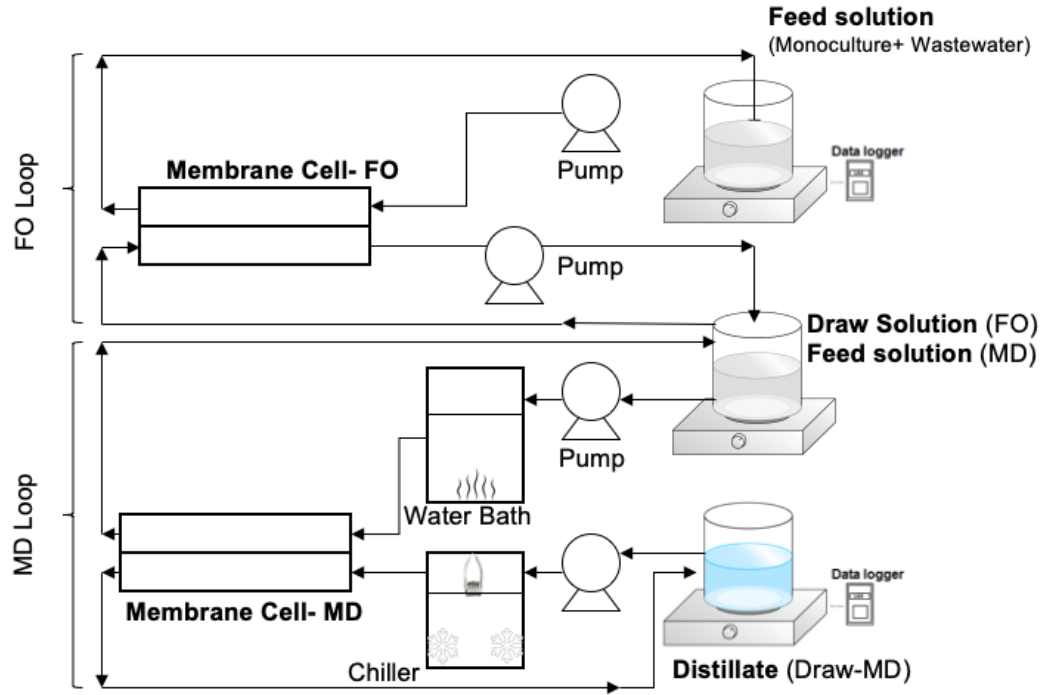 Feed solution
(Monoculture+ Wastewater)
Data logger
Pump
Membrane Cell- FO
FO Loop
Pump
Draw Solution (FO)
Feed solution (MD)
Pump
Water Bath
MD Loop
Data logger
Membrane Cell- MD
Chiller
Distillate (Draw-MD)